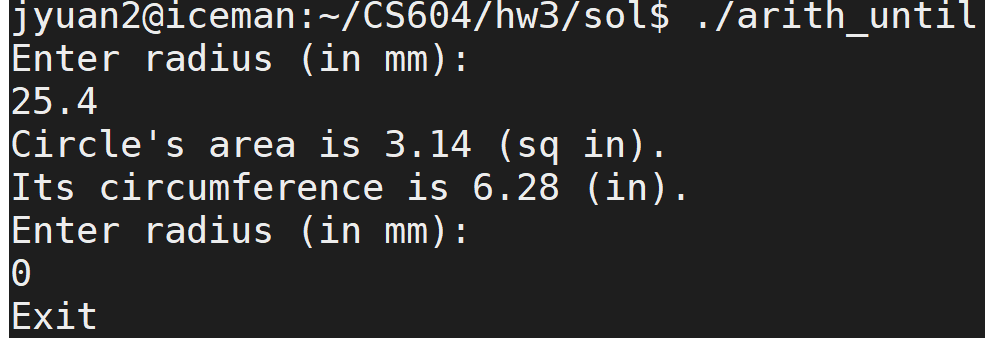 jyuan2@iceman:~/CS604/hw3/sol$ ./arith_until
Enter radius (in mm):
25.4
Circle's area is 3.14 (sq in).
Its circumference is 6.28 (in).
Enter radius (in mm):
0
Exit